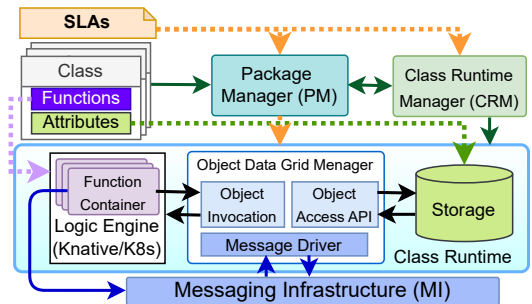 SLAs
Class
Functions
Attributes
Package
Manager (PM)
Class Runtime
Manager (CRM)
Function
Container
Logic Engine
(Knative/K8s)
Object Data Grid Menager
Object
Invocation
Object
Access API
Message Driver
Storage
Class Runtime
Messaging Infrastructure (MI)